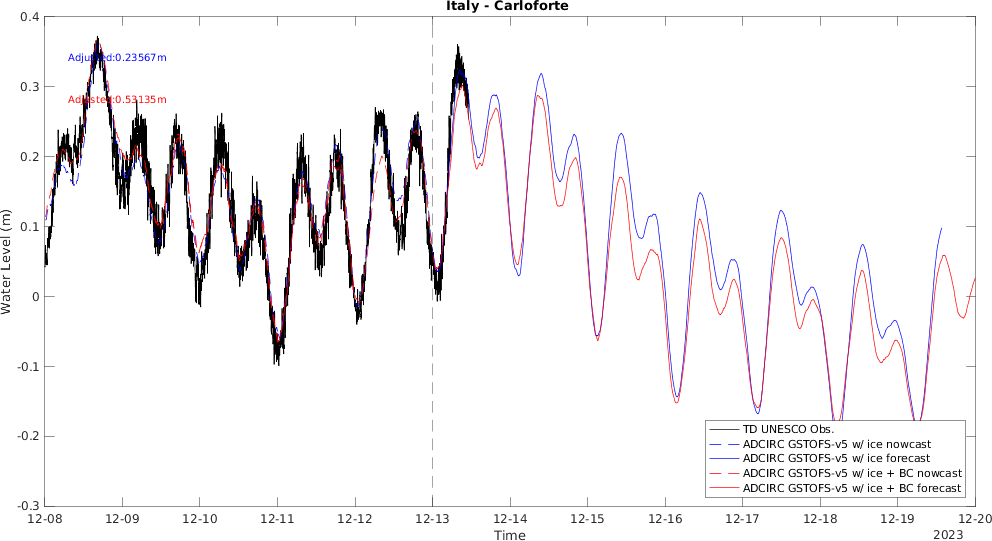 Italy - Carloforte
0.4
0.3
0.2
0.1
0
-0.1
-0.2
-0.3
Water Level (m)
Adjusted:0.23567m
Adjusted:0.53135m
TD UNESCO Obs.
ADCIRC GSTOFS-v5 w/ ice nowcast
ADCIRC GSTOFS-v5 w/ ice forecast
ADCIRC GSTOFS-v5 w/ ice + BC nowcast
ADCIRC GSTOFS-v5 w/ ice + BC forecast
12-08 12-09 12-10 12-11 12-12 12-13 12-14 12-15 12-16 12-17 12-18 12-19 12-20
Time
2023